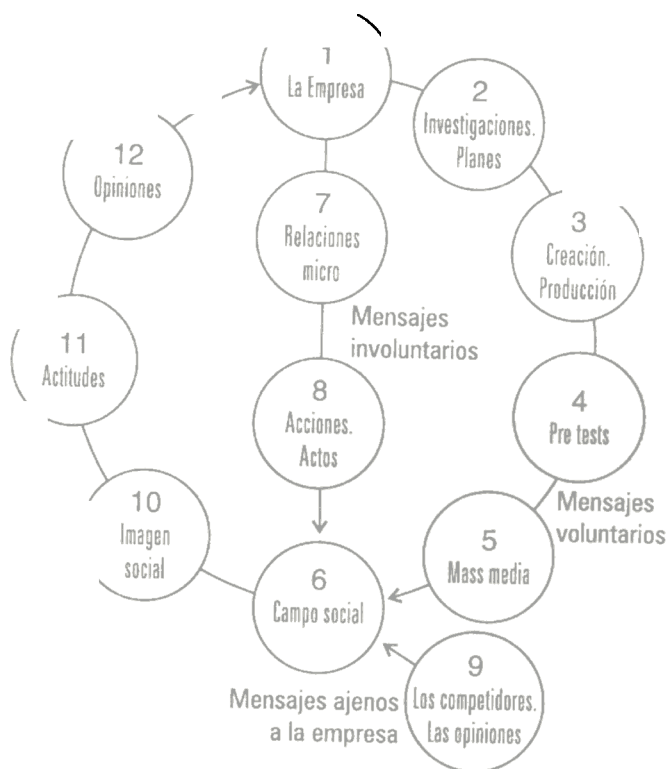 1
La Empresa
2
Investigaciones.
Planes
3
Creación.
Producción
4
Pre tests
Mensajes
voluntarios
5
Mass media
6
Campo social
7
Relaciones
micro
Mensajes
involuntarios
8
Acciones.
Actos
9
Los competidores.
Las opiniones
Mensajes ajenos
a la empresa
10
Imagen
social
11
Actitudes
12
Opiniones